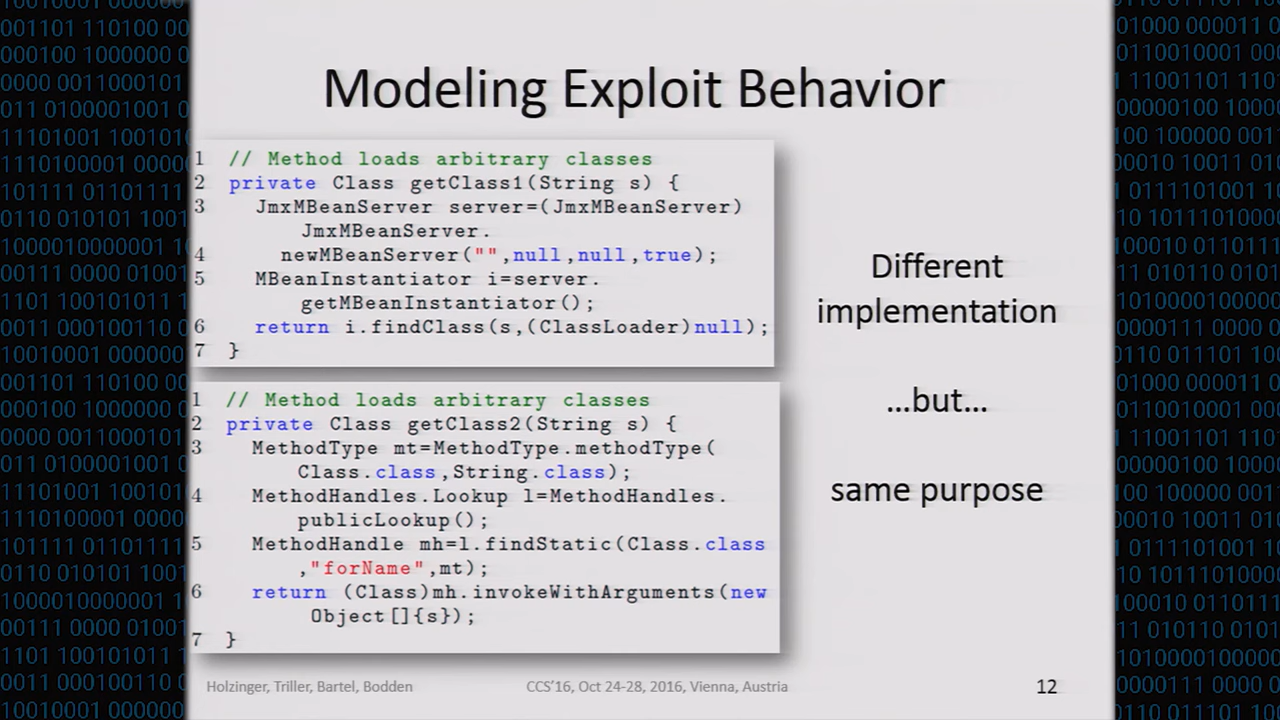 Modeling Exploit Behavior
1 // Method loads arbitrary classes
2 private Class getClass1(String s) {
3 JmxMBeanServer server=(JmxMBeanServer)
JmxMBeanServer.
4 newMBeanServer("",null,null,true);
5 MBeanInstantiator i=server.
getMBeanInstantiator();
6 return i.findClass(s,(ClassLoader)null);
7 }
1 // Method loads arbitrary classes
2 private Class getClass2(String s) {
3 MethodType mt=MethodType.methodType(
Class.class,String.class);
4 MethodHandles.Lookup l=MethodHandles.
publicLookup();
5 MethodHandle mh=l.findStatic(Class.class
,"forName",mt);
6 return (Class)mh.invokeWithArguments(new
Object[]{s});
7 }
Different
implementation
...but...
same purpose
Holzinger, Triller, Bartel, Bodden
CCS'16, Oct 24-28, 2016, Vienna, Austria
12